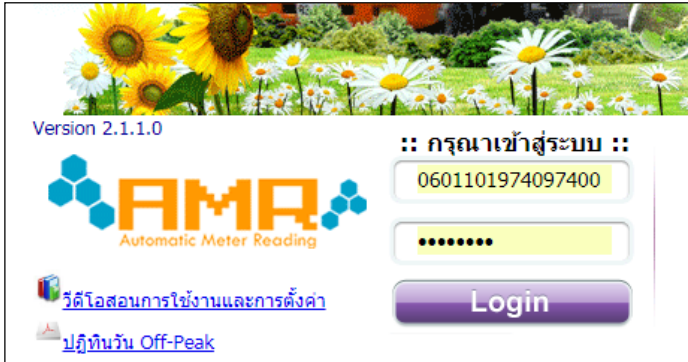 Version 2.1.1.0
:: กรุณาเข้าสู่ระบบ ::
0601101974097400
AMR
Automatic Meter Reading
••••••••
วีดีโอสอนการใช้งานและการตั้งค่า
Login
ปฏิทินวัน Off-Peak